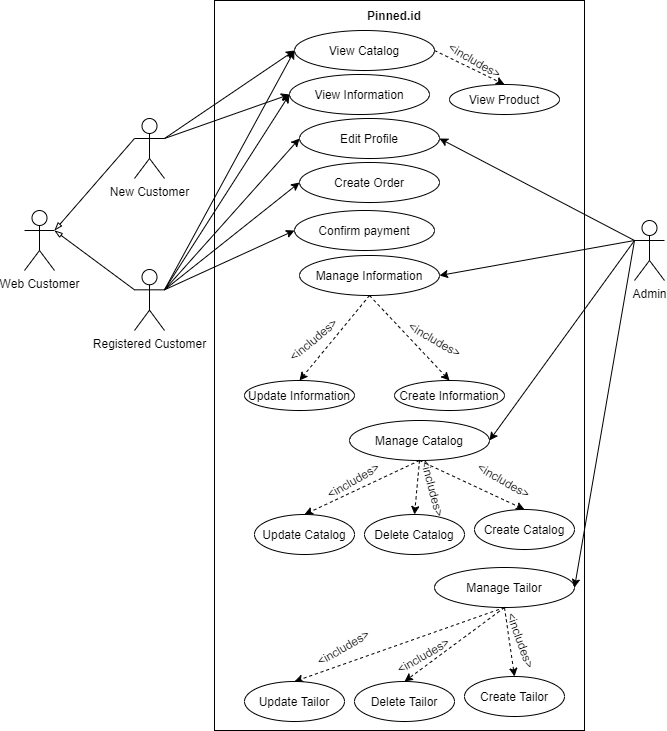 Pinned.id
View Catalog
<includes>
View Product
View Information
Edit Profile
New Customer
Create Order
Confirm payment
Web Customer
Manage Information
Admin
Registered Customer
<includes>
<includes>
Update Information
Create Information
Manage Catalog
<includes>
<includes>
<includes>
Update Catalog
Delete Catalog
Create Catalog
Manage Tailor
<includes>
<includes>
<includes>
Update Tailor
Delete Tailor
Create Tailor